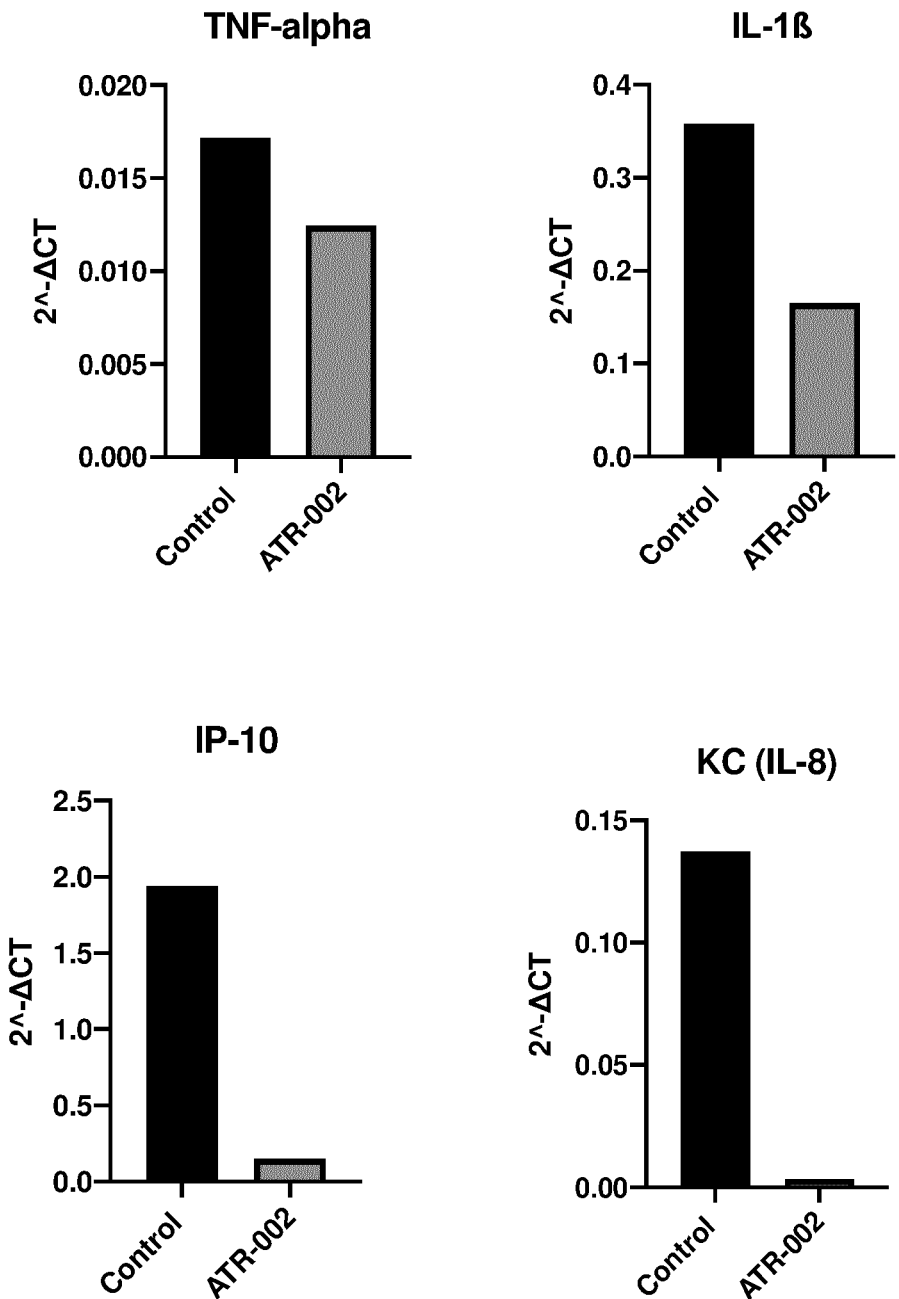 TNF-alpha
2^-ΔCT
0.020
0.015
0.010
0.005
0.000
Control
ATR-002
IL-1ß
2^-ΔCT
0.4
0.3
0.2
0.1
0.0
Control
ATR-002
IP-10
2^-ΔCT
2.5
2.0
1.5
1.0
0.5
0.0
Control
ATR-002
KC (IL-8)
2^-ΔCT
0.15
0.10
0.05
0.00
Control
ATR-002